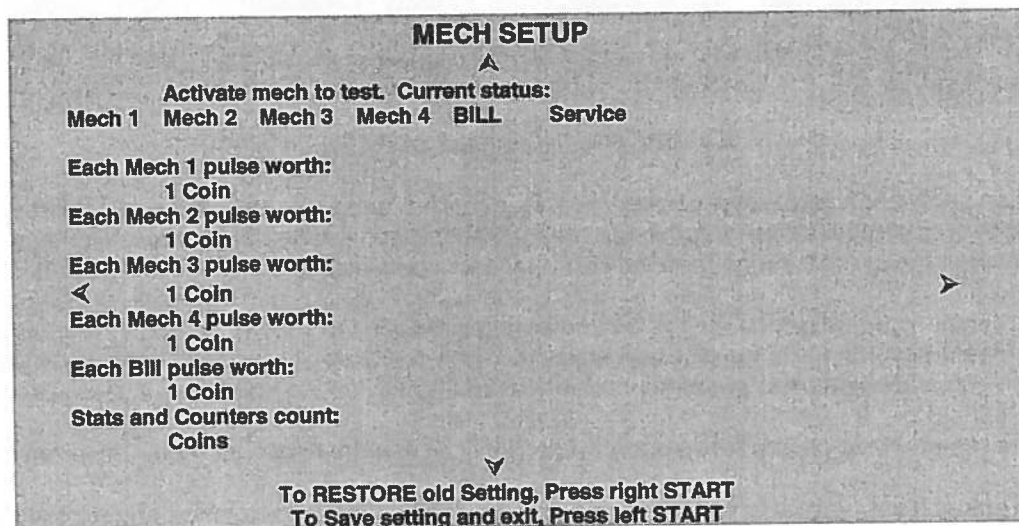 MECH SETUP
Activate mech to test. Current status:
Mech 1 Mech 2 Mech 3 Mech 4 BILL Service
Each Mech 1 pulse worth:
1 Coin
Each Mech 2 pulse worth:
1 Coin
Each Mech 3 pulse worth:
1 Coin
Each Mech 4 pulse worth:
1 Coin
Each Bill pulse worth:
1 Coin
Stats and Counters count:
Coins
To RESTORE old Setting, Press right START
To Save setting and exit, Press left START